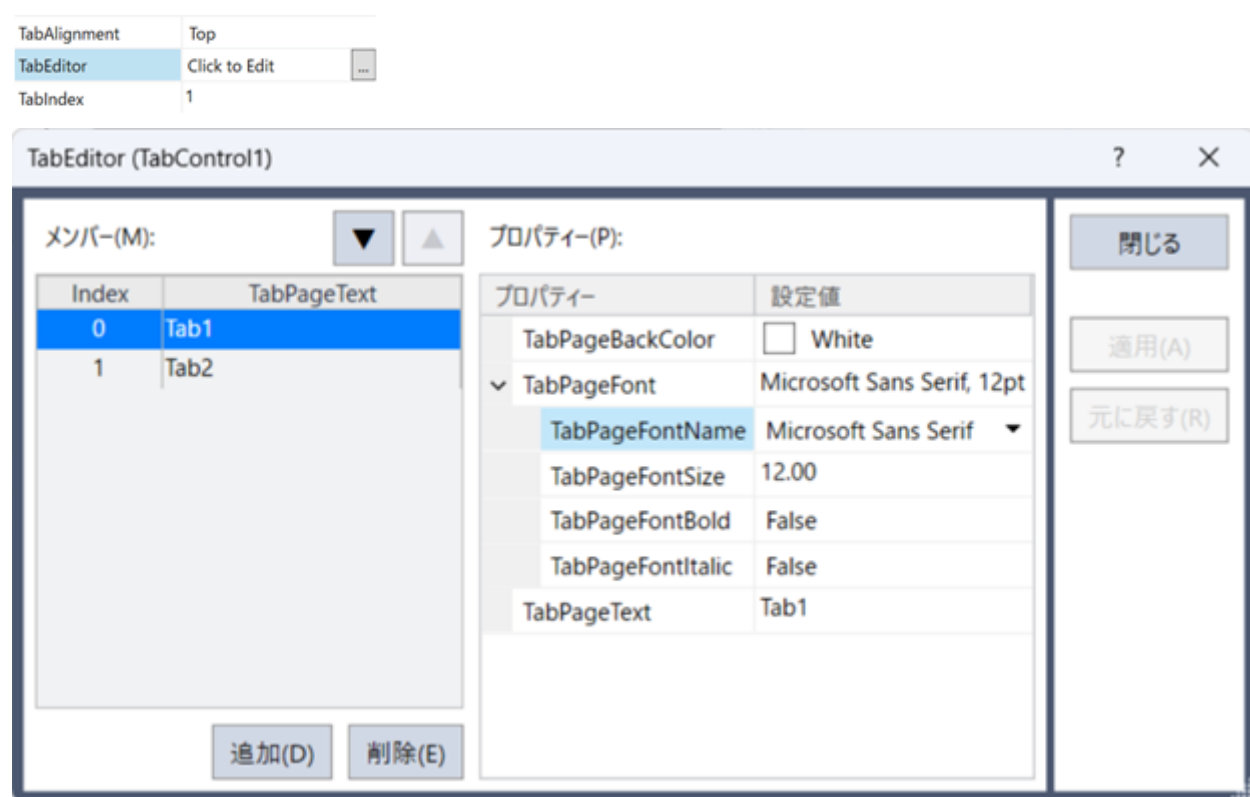 TabAlignment Top
TabEditor Click to Edit ...
TabIndex 1
TabEditor (TabControl1) ? ×
メンバー(M): ▼ ▲ プロパティー(P): 閉じる
Index TabPageText プロパティー 設定値
0 Tab1 TabPageBackColor White 適用(A)
1 Tab2 TabPageFont Microsoft Sans Serif, 12pt
TabPageFontName Microsoft Sans Serif 元に戻す(R)
TabPageFontSize 12.00
TabPageFontBold False
TabPageFontItalic False
TabPageText Tab1
追加(D) 削除(E)